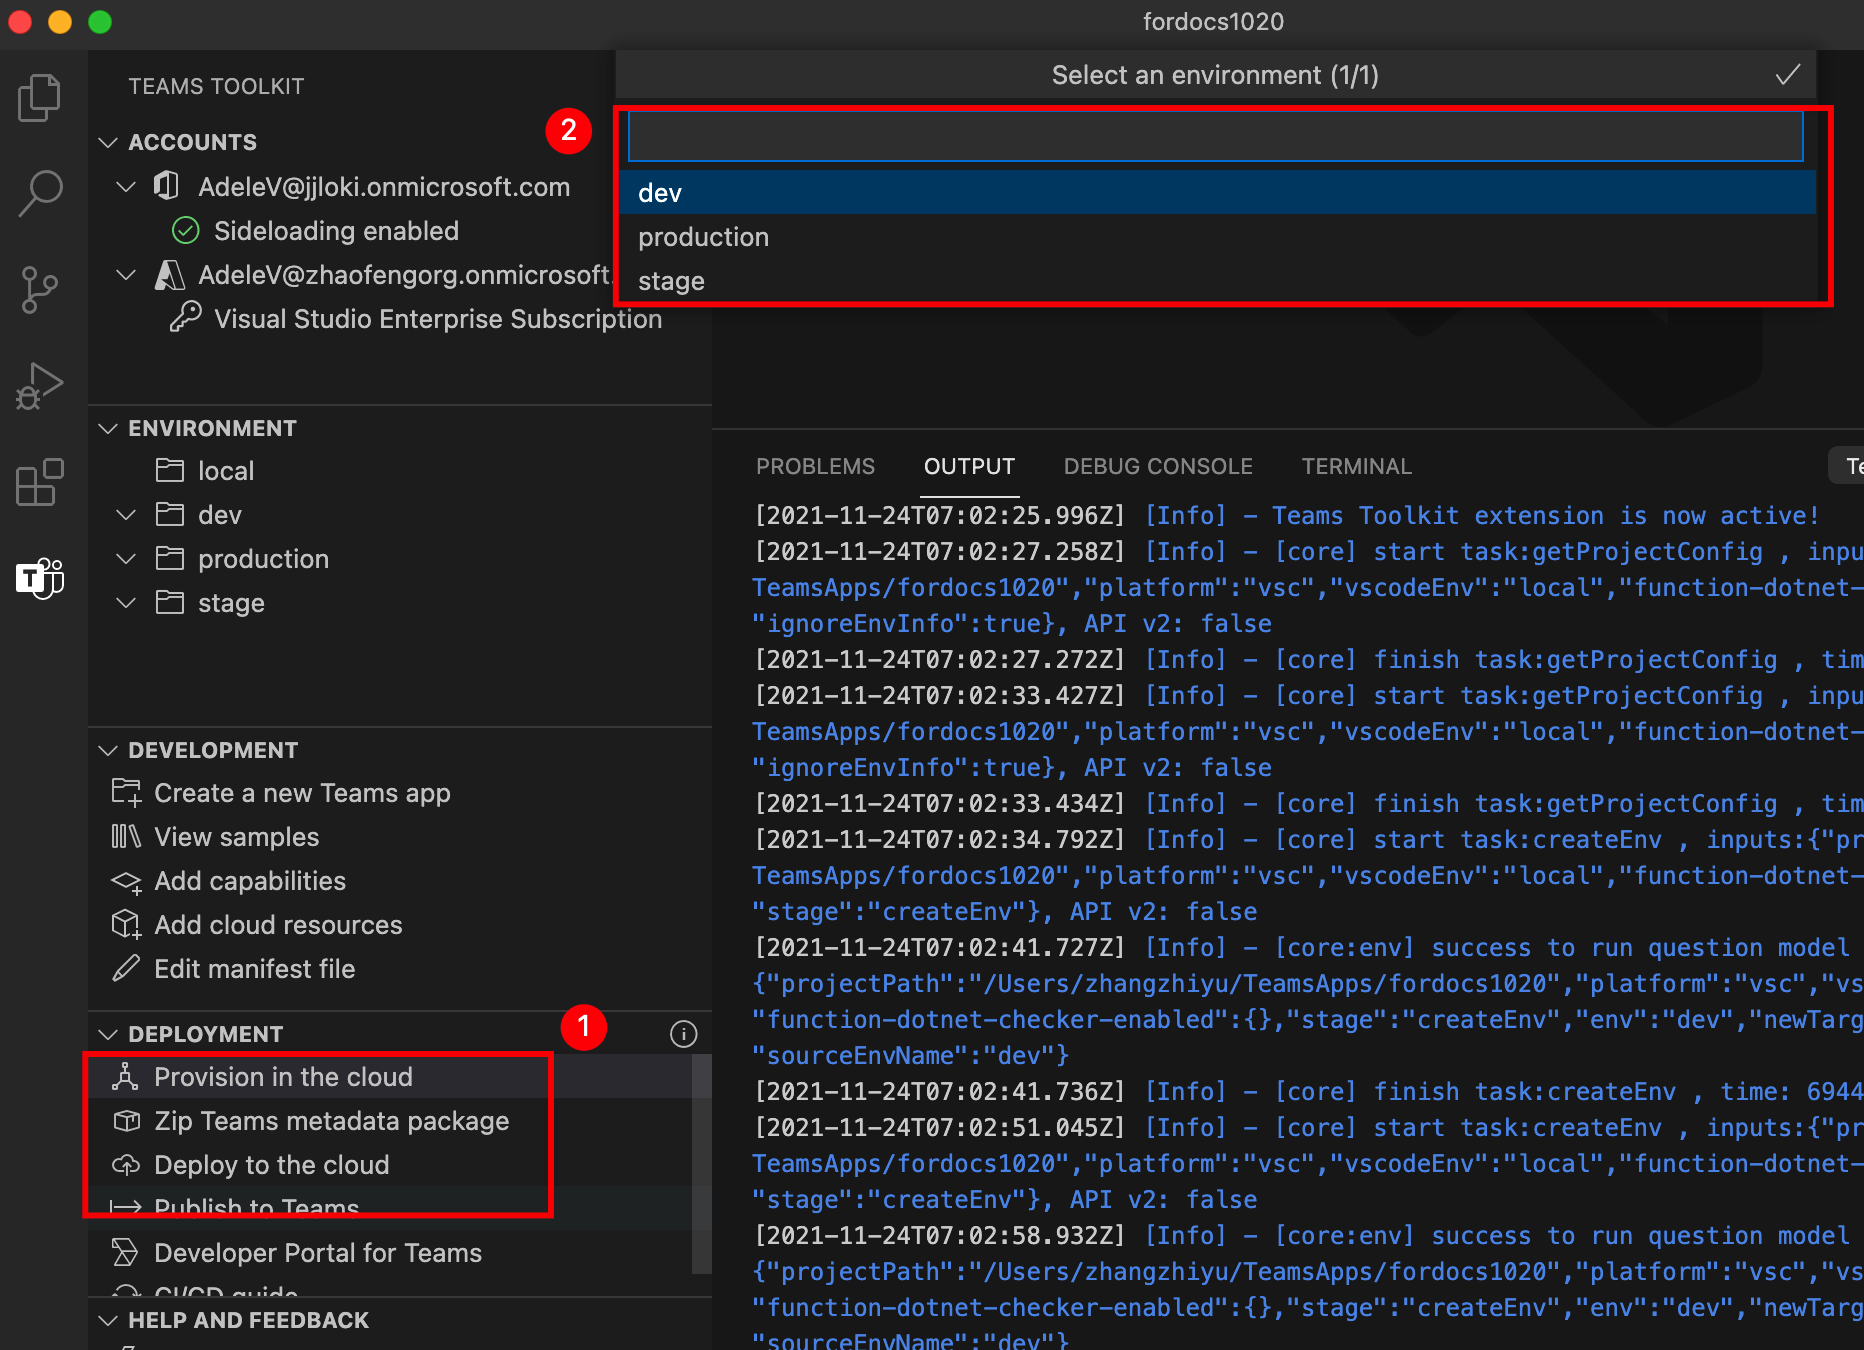 fordocs1020
TEAMS TOOLKIT
ACCOUNTS
AdeleV@jjloki.onmicrosoft.com
Sideloading enabled
AdeleV@zhaofengorg.onmicrosoft.
Visual Studio Enterprise Subscription
2
Select an environment (1/1)
dev
production
stage
ENVIRONMENT
local
dev
production
stage
DEVELOPMENT
Create a new Teams app
View samples
Add capabilities
Add cloud resources
Edit manifest file
DEPLOYMENT
1
Provision in the cloud
Zip Teams metadata package
Deploy to the cloud
Publish to Teams
Developer Portal for Teams
CI/CD guide
HELP AND FEEDBACK
PROBLEMS OUTPUT DEBUG CONSOLE TERMINAL Te
[2021-11-24T07:02:25.996Z] [Info] - Teams Toolkit extension is now active!
[2021-11-24T07:02:27.258Z] [Info] - [core] start task:getProjectConfig , inpu
TeamsApps/fordocs1020","platform":"vsc","vscodeEnv":"local","function-dotnet-
"ignoreEnvInfo":true}, API v2: false
[2021-11-24T07:02:27.272Z] [Info] - [core] finish task:getProjectConfig , tim
[2021-11-24T07:02:33.427Z] [Info] - [core] start task:getProjectConfig , inpu
TeamsApps/fordocs1020","platform":"vsc","vscodeEnv":"local","function-dotnet-
"ignoreEnvInfo":true}, API v2: false
[2021-11-24T07:02:33.434Z] [Info] - [core] finish task:getProjectConfig , tim
[2021-11-24T07:02:34.792Z] [Info] - [core] start task:createEnv , inputs:{"pr
TeamsApps/fordocs1020","platform":"vsc","vscodeEnv":"local","function-dotnet-
"stage":"createEnv"}, API v2: false
[2021-11-24T07:02:41.727Z] [Info] - [core:env] success to run question model
{"projectPath":"/Users/zhangzhiyu/TeamsApps/fordocs1020","platform":"vsc","vs
"function-dotnet-checker-enabled":{},"stage":"createEnv","env":"dev","newTarg
"sourceEnvName":"dev"}
[2021-11-24T07:02:41.736Z] [Info] - [core] finish task:createEnv , time: 6944
[2021-11-24T07:02:51.045Z] [Info] - [core] start task:createEnv , inputs:{"pr
TeamsApps/fordocs1020","platform":"vsc","vscodeEnv":"local","function-dotnet-
"stage":"createEnv"}, API v2: false
[2021-11-24T07:02:58.932Z] [Info] - [core:env] success to run question model
{"projectPath":"/Users/zhangzhiyu/TeamsApps/fordocs1020","platform":"vsc","vs
"function-dotnet-checker-enabled":{},"stage":"createEnv","env":"dev","newTarg
"sourceEnvName":"dev"}